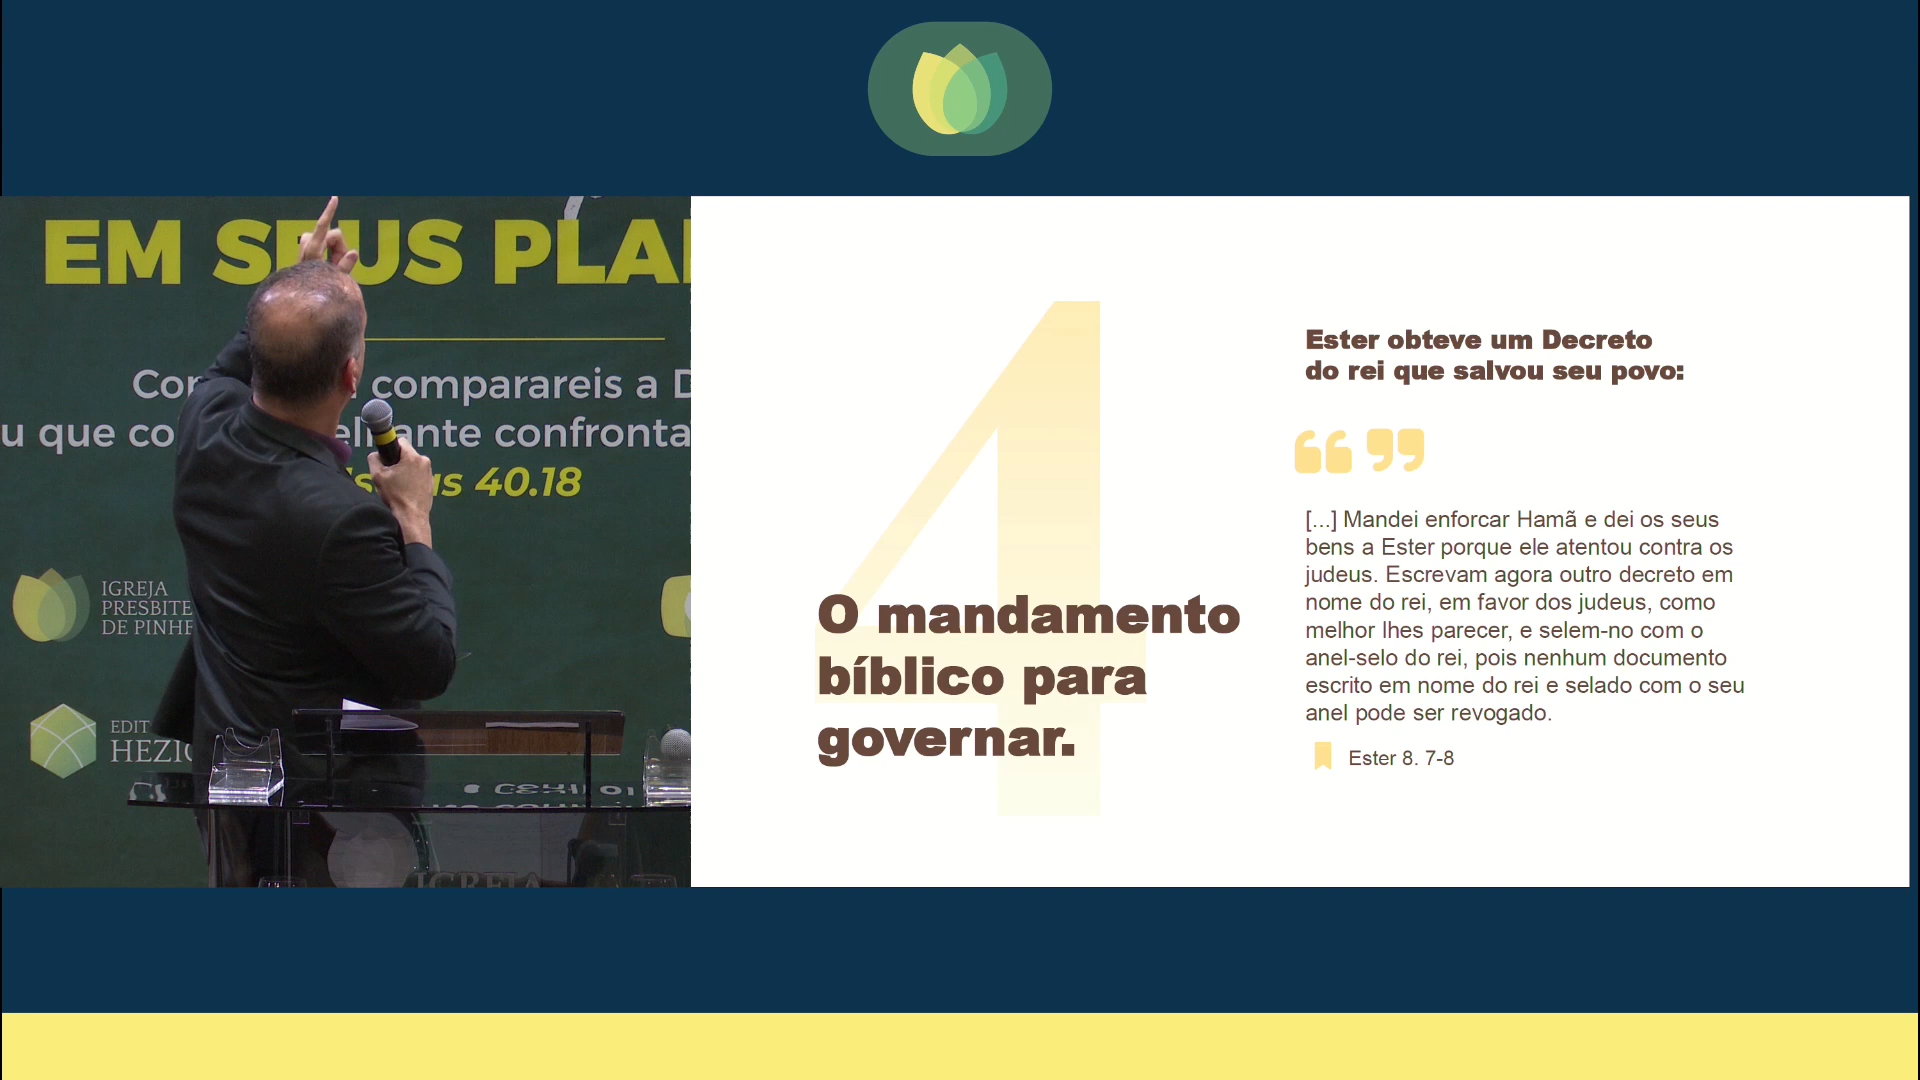 EM SEUS PLA
comparareis a D
u que co ante confronta
40.18
IGREJA
PRESBITE
DE PINHE
EDIT
HEZIO
4
O mandamento
bíblico para
governar.
Ester obteve um Decreto
do rei que salvou seu povo:
[...] Mandei enforcar Hamã e dei os seus
bens a Ester porque ele atentou contra os
judeus. Escrevam agora outro decreto em
nome do rei, em favor dos judeus, como
melhor lhes parecer, e selem-no com o
anel-selo do rei, pois nenhum documento
escrito em nome do rei e selado com o seu
anel pode ser revogado.
Ester 8. 7-8